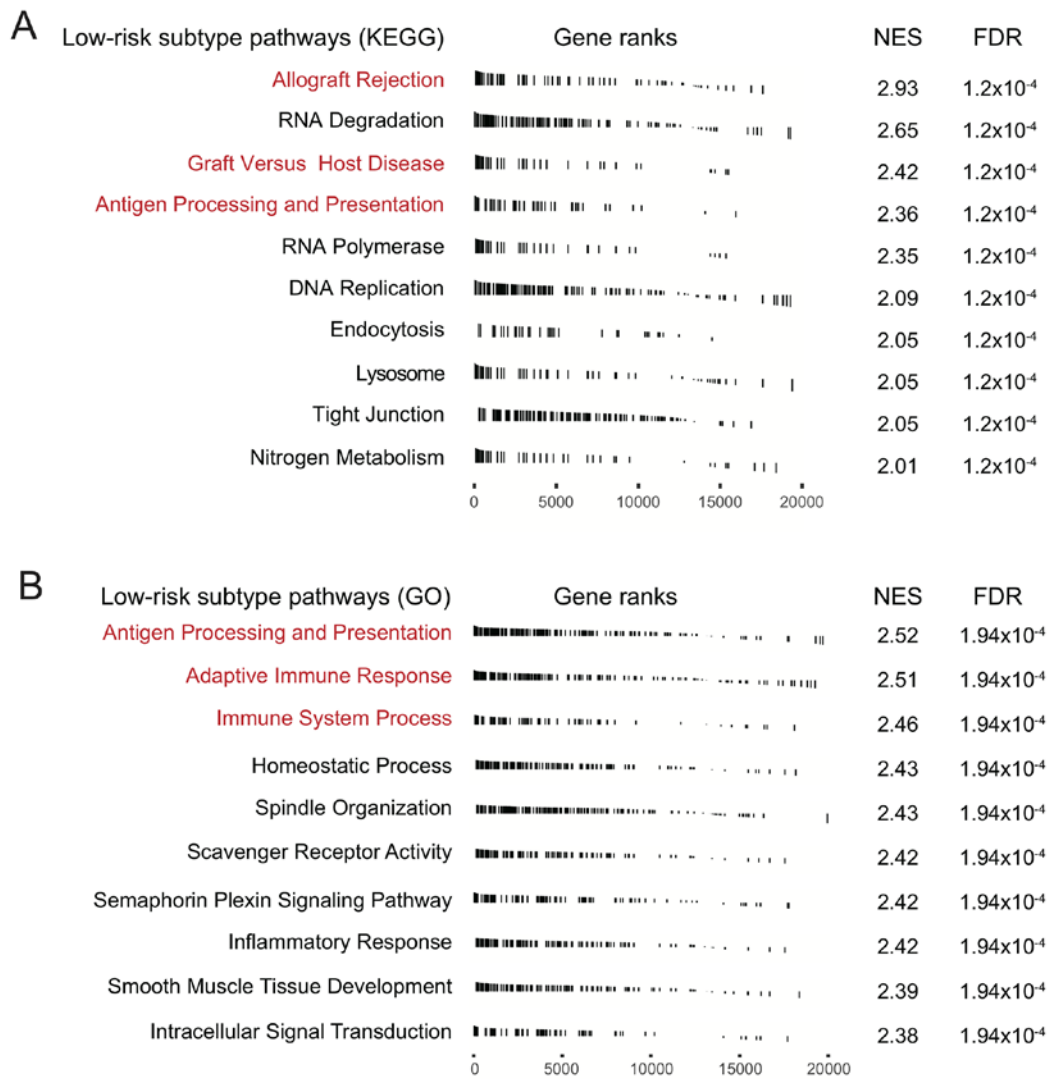 A
Low-risk subtype pathways (KEGG) Gene ranks NES FDR
Allograft Rejection 2.93 1.2x10⁻⁴
RNA Degradation 2.65 1.2x10⁻⁴
Graft Versus Host Disease 2.42 1.2x10⁻⁴
Antigen Processing and Presentation 2.36 1.2x10⁻⁴
RNA Polymerase 2.35 1.2x10⁻⁴
DNA Replication 2.09 1.2x10⁻⁴
Endocytosis 2.05 1.2x10⁻⁴
Lysosome 2.05 1.2x10⁻⁴
Tight Junction 2.05 1.2x10⁻⁴
Nitrogen Metabolism 2.01 1.2x10⁻⁴
0 5000 10000 15000 20000
B
Low-risk subtype pathways (GO) Gene ranks NES FDR
Antigen Processing and Presentation 2.52 1.94x10⁻⁴
Adaptive Immune Response 2.51 1.94x10⁻⁴
Immune System Process 2.46 1.94x10⁻⁴
Homeostatic Process 2.43 1.94x10⁻⁴
Spindle Organization 2.43 1.94x10⁻⁴
Scavenger Receptor Activity 2.42 1.94x10⁻⁴
Semaphorin Plexin Signaling Pathway 2.42 1.94x10⁻⁴
Inflammatory Response 2.42 1.94x10⁻⁴
Smooth Muscle Tissue Development 2.39 1.94x10⁻⁴
Intracellular Signal Transduction 2.38 1.94x10⁻⁴
0 5000 10000 15000 20000